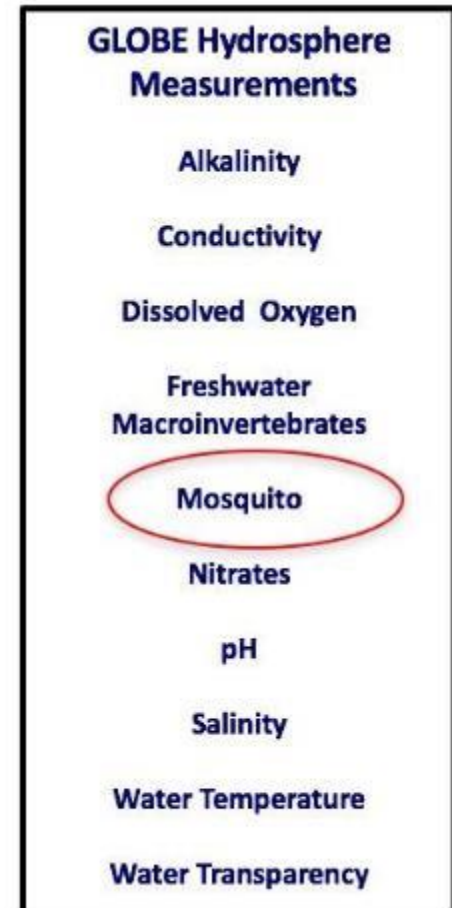 GLOBE Hydrosphere
Measurements
Alkalinity
Conductivity
Dissolved Oxygen
Freshwater
Macroinvertebrates
Mosquito
Nitrates
pH
Salinity
Water Temperature
Water Transparency